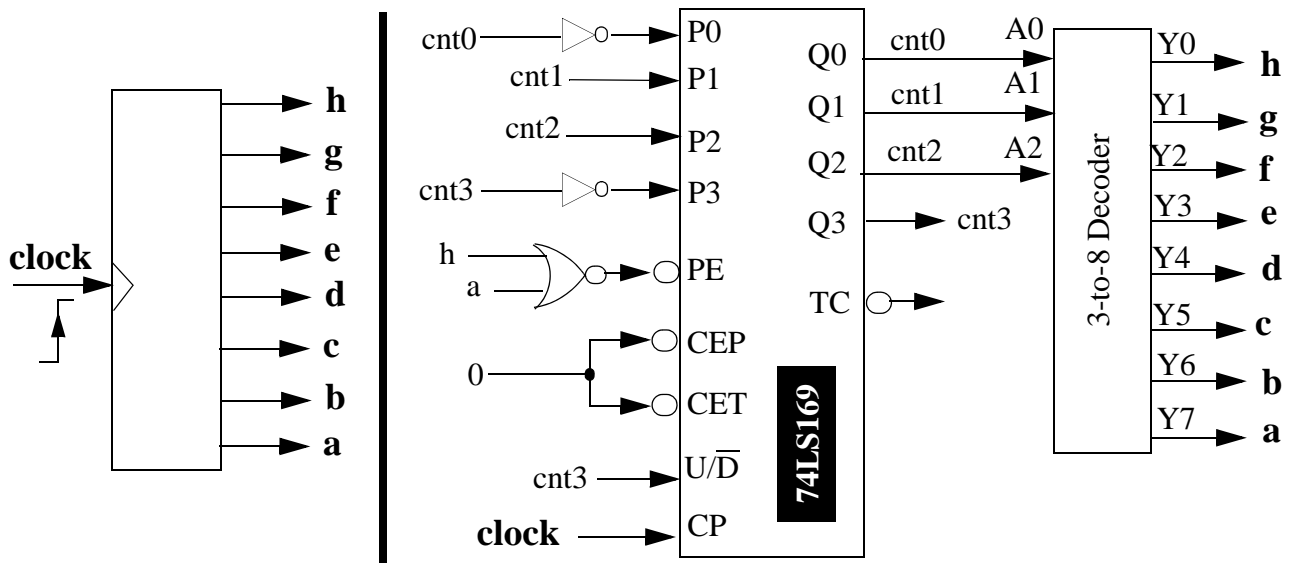 clock
h
g
f
e
d
c
b
a
cnt0
cnt1
cnt2
cnt3
h
a
0
cnt3
clock
P0
P1
P2
P3
PE
CEP
CET
U/D̅
CP
Q0
Q1
Q2
Q3
TC
74LS169
cnt0
cnt1
cnt2
cnt3
A0
A1
A2
3-to-8 Decoder
Y0
Y1
Y2
Y3
Y4
Y5
Y6
Y7
h
g
f
e
d
c
b
a